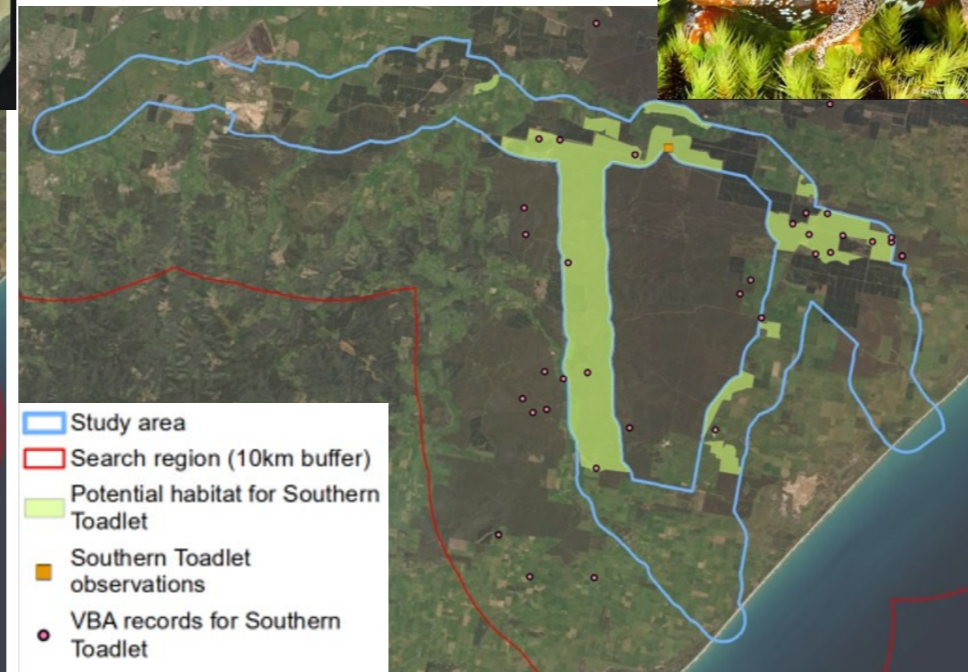 Study area
Search region (10km buffer)
Potential habitat for Southern
Toadlet
Southern Toadlet
observations
VBA records for Southern
Toadlet